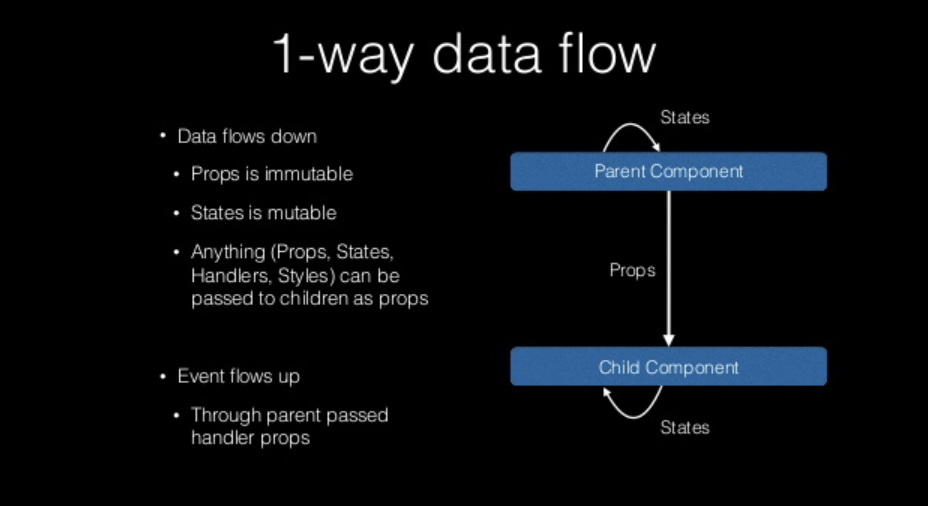 1-way data flow
• Data flows down
• Props is immutable
• States is mutable
• Anything (Props, States,
Handlers, Styles) can be
passed to children as props
• Event flows up
• Through parent passed
handler props
States
Parent Component
Props
Child Component
States